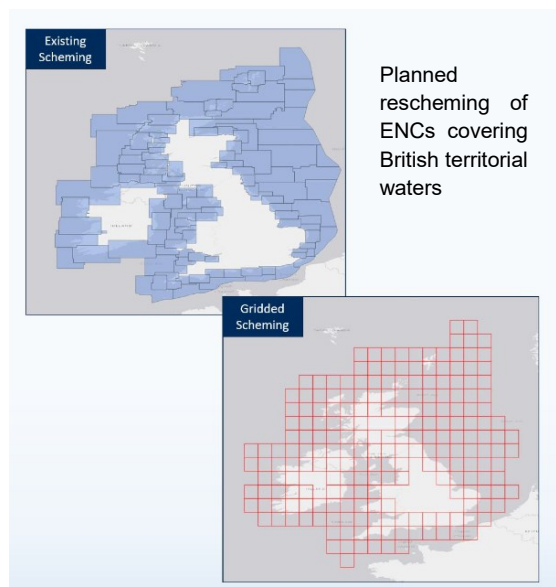 Existing
Scheming
Planned
rescheming of
ENCs covering
British territorial
waters
Gridded
Scheming